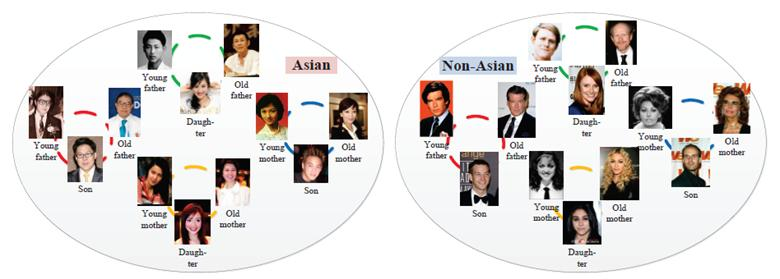 Asian
Young
father
Old
father
Daugh-
ter
Young
father
Old
father
Son
Young
mother
Old
mother
Son
Young
mother
Old
mother
Daugh-
ter
Non-Asian
Young
father
Old
father
Daugh-
ter
Young
father
Old
father
Son
Young
mother
Old
mother
Son
Young
mother
Old
mother
Daugh-
ter